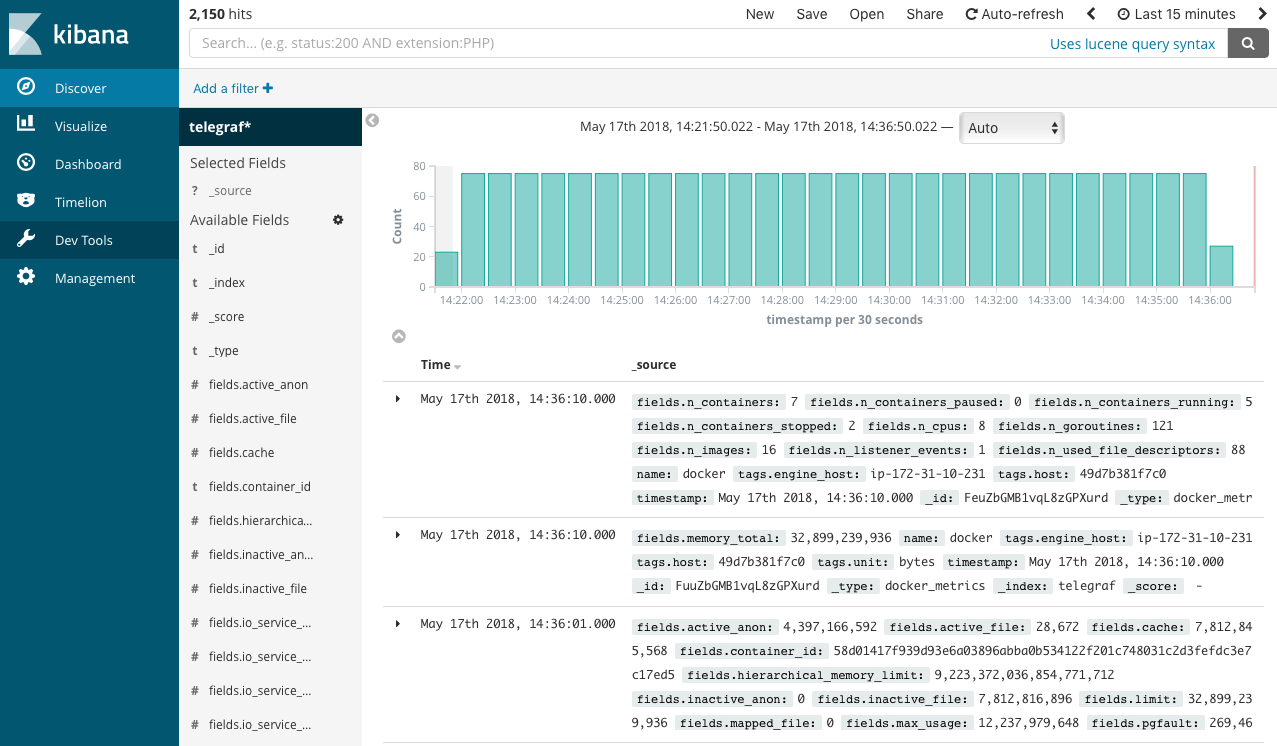 2,150 hits
New Save Open Share Auto-refresh Last 15 minutes
kibana
Search... (e.g. status:200 AND extension:PHP) Uses lucene query syntax
Discover
Visualize
Dashboard
Timelion
Dev Tools
Management
Add a filter +
telegraf*
Selected Fields
? _source
Available Fields
t _id
t _index
# _score
t _type
# fields.active_anon
# fields.active_file
# fields.cache
t fields.container_id
# fields.hierarchica...
# fields.inactive_an...
# fields.inactive_file
# fields.io_service_...
# fields.io_service_...
# fields.io_service_...
# fields.io_service_...
May 17th 2018, 14:21:50.022 - May 17th 2018, 14:36:50.022 — Auto
80
60
40
20
0
Count
14:22:00 14:23:00 14:24:00 14:25:00 14:26:00 14:27:00 14:28:00 14:29:00 14:30:00 14:31:00 14:32:00 14:33:00 14:34:00 14:35:00 14:36:00
timestamp per 30 seconds
Time _source
May 17th 2018, 14:36:10.000
fields.n_containers: 7 fields.n_containers_paused: 0 fields.n_containers_running: 5
fields.n_containers_stopped: 2 fields.n_cpus: 8 fields.n_goroutines: 121
fields.n_images: 16 fields.n_listener_events: 1 fields.n_used_file_descriptors: 88
name: docker tags.engine_host: ip-172-31-10-231 tags.host: 49d7b381f7c0
timestamp: May 17th 2018, 14:36:10.000 _id: FeuZbGMB1vqL8zGPXurd _type: docker_metr
May 17th 2018, 14:36:10.000
fields.memory_total: 32,899,239,936 name: docker tags.engine_host: ip-172-31-10-231
tags.host: 49d7b381f7c0 tags.unit: bytes timestamp: May 17th 2018, 14:36:10.000
_id: FuuZbGMB1vqL8zGPXurd _type: docker_metrics _index: telegraf _score: -
May 17th 2018, 14:36:01.000
fields.active_anon: 4,397,166,592 fields.active_file: 28,672 fields.cache: 7,812,84
5,568 fields.container_id: 58d01417f939d93e6a03896abba0b534122f201c748031c2d3fefdc3e7
c17ed5 fields.hierarchical_memory_limit: 9,223,372,036,854,771,712
fields.inactive_anon: 0 fields.inactive_file: 7,812,816,896 fields.limit: 32,899,23
9,936 fields.mapped_file: 0 fields.max_usage: 12,237,979,648 fields.pgfault: 269,46